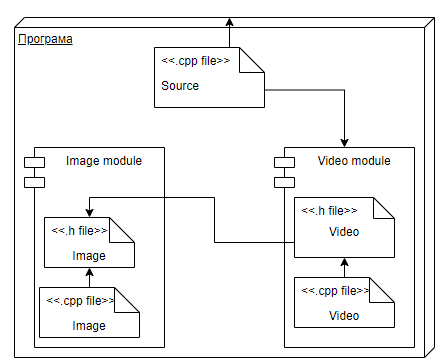 Програма
<<.cpp file>>
Source
Image module
<<.h file>>
Image
<<.cpp file>>
Image
Video module
<<.h file>>
Video
<<.cpp file>>
Video